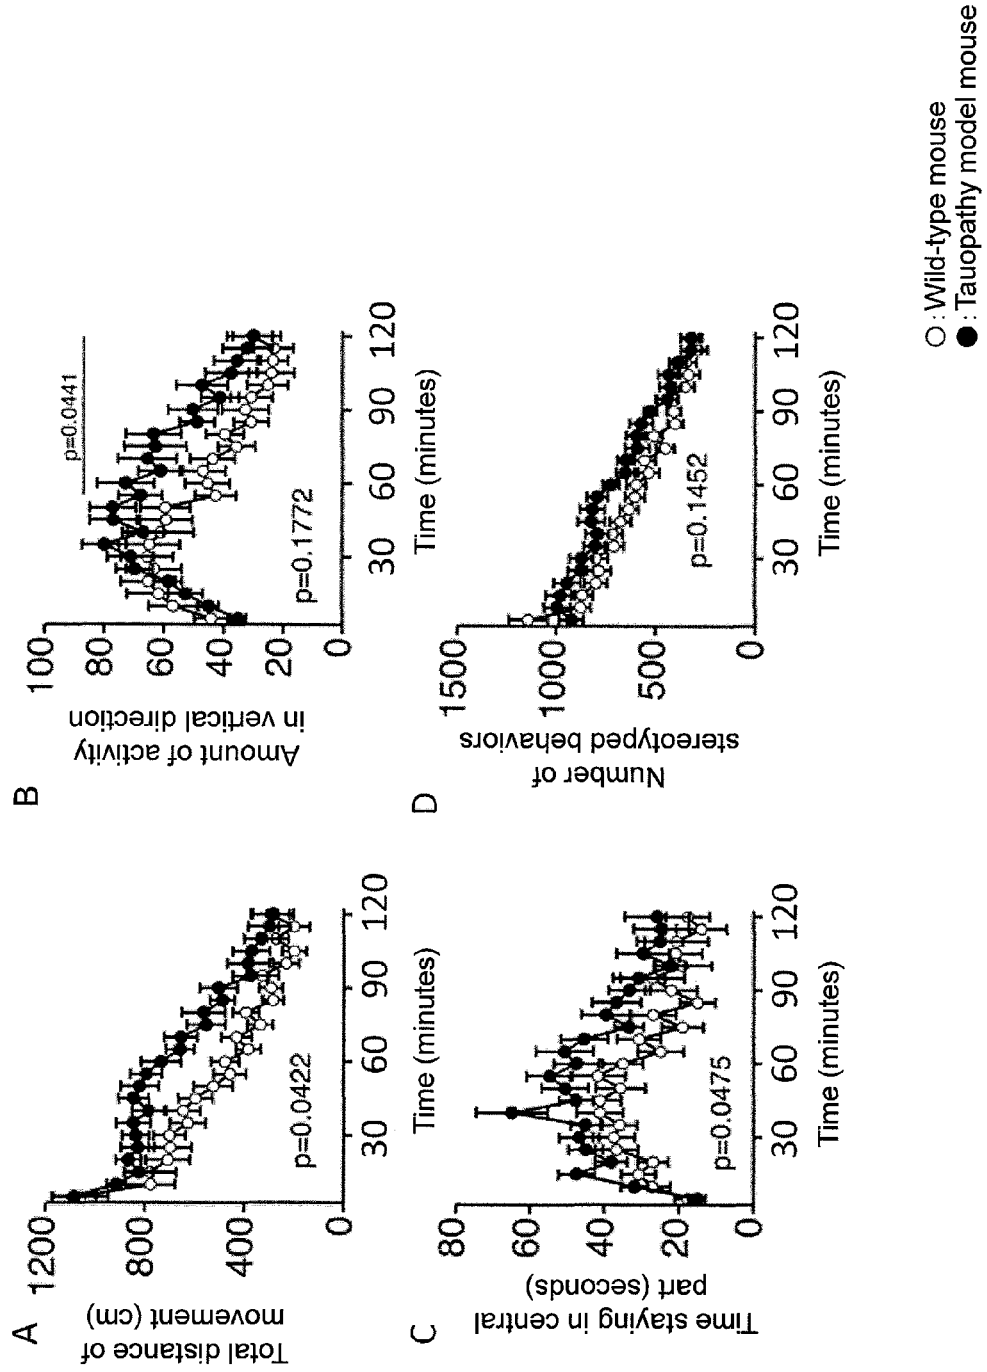 A
Total distance of
movement (cm)
1200
800
400
0
p=0.0422
30
60
90
120
Time (minutes)
B
Amount of activity
in vertical direction
100
80
60
40
20
0
p=0.0441
p=0.1772
30
60
90
120
Time (minutes)
C
Time staying in central
part (seconds)
80
60
40
20
0
p=0.0475
30
60
90
120
Time (minutes)
D
Number of
stereotyped behaviors
1500
1000
500
0
p=0.1452
30
60
90
120
Time (minutes)
○ : Wild-type mouse
● : Tauopathy model mouse